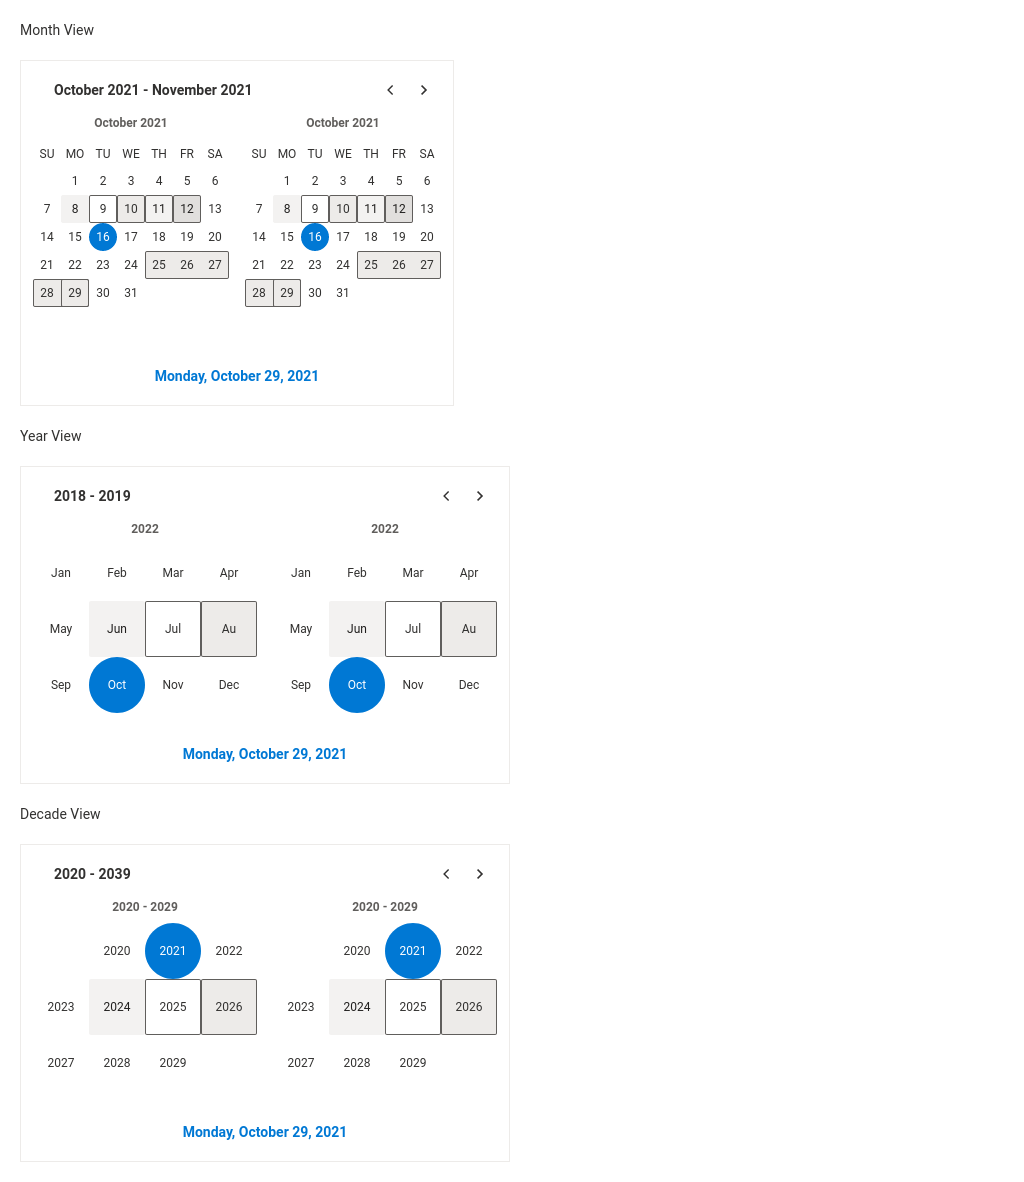 Month View
October 2021 - November 2021
October 2021 October 2021
SU MO TU WE TH FR SA SU MO TU WE TH FR SA
1 2 3 4 5 6 1 2 3 4 5 6
7 8 9 10 11 12 13 7 8 9 10 11 12 13
14 15 16 17 18 19 20 14 15 16 17 18 19 20
21 22 23 24 25 26 27 21 22 23 24 25 26 27
28 29 30 31 28 29 30 31
Monday, October 29, 2021
Year View
2018 - 2019
2022 2022
Jan Feb Mar Apr Jan Feb Mar Apr
May Jun Jul Au May Jun Jul Au
Sep Oct Nov Dec Sep Oct Nov Dec
Monday, October 29, 2021
Decade View
2020 - 2039
2020 - 2029 2020 - 2029
2020 2021 2022 2020 2021 2022
2023 2024 2025 2026 2023 2024 2025 2026
2027 2028 2029 2027 2028 2029
Monday, October 29, 2021